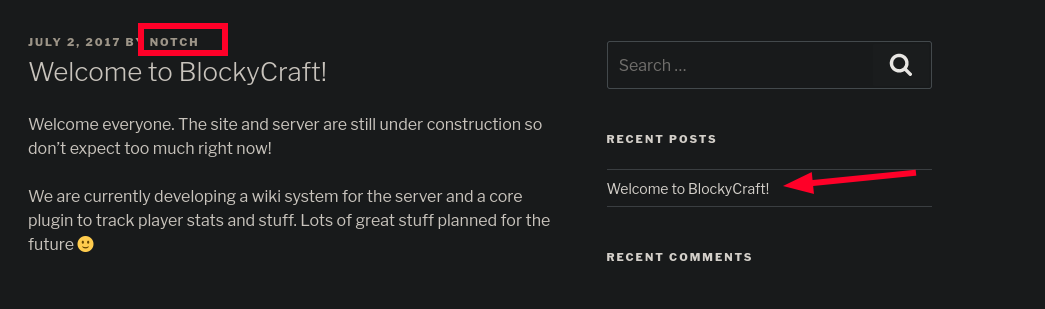 JULY 2, 2017 BY NOTCH
Welcome to BlockyCraft!
Welcome everyone. The site and server are still under construction so
don’t expect too much right now!
We are currently developing a wiki system for the server and a core
plugin to track player stats and stuff. Lots of great stuff planned for the
future 🙂
Search …
RECENT POSTS
Welcome to BlockyCraft!
RECENT COMMENTS